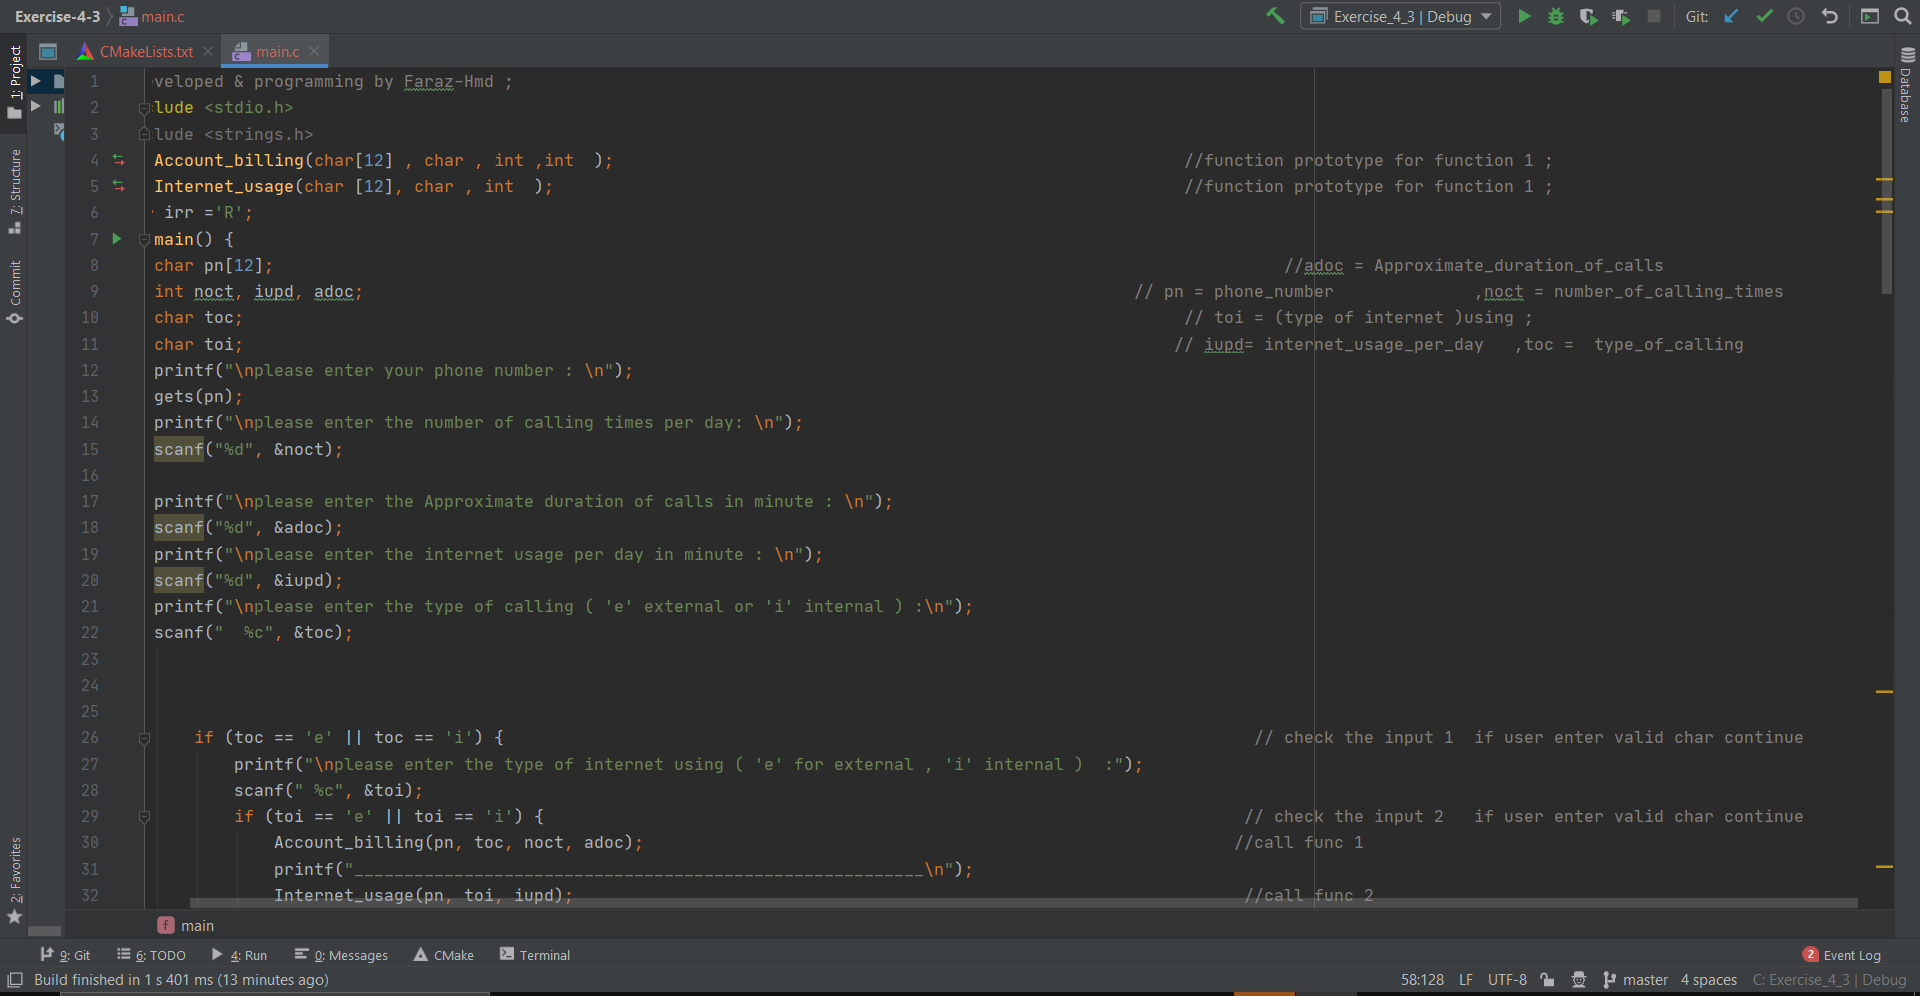 Exercise-4-3 main.c Exercise_4_3 | Debug Git:
CMakeLists.txt main.c
1: Project
7: Structure
Commit
2: Favorites
Database
1 veloped & programming by Faraz-Hmd ;
2 lude <stdio.h>
3 lude <strings.h>
4 Account_billing(char[12] , char , int ,int  ); //function prototype for function 1 ;
5 Internet_usage(char [12], char , int  ); //function prototype for function 1 ;
6 irr ='R';
7 main() {
8 char pn[12]; //adoc = Approximate_duration_of_calls
9 int noct, iupd, adoc; // pn = phone_number ,noct = number_of_calling_times
10 char toc; // toi = (type of internet )using ;
11 char toi; // iupd= internet_usage_per_day ,toc =  type_of_calling
12 printf("\nplease enter your phone number : \n");
13 gets(pn);
14 printf("\nplease enter the number of calling times per day: \n");
15 scanf("%d", &noct);
16
17 printf("\nplease enter the Approximate duration of calls in minute : \n");
18 scanf("%d", &adoc);
19 printf("\nplease enter the internet usage per day in minute : \n");
20 scanf("%d", &iupd);
21 printf("\nplease enter the type of calling ( 'e' external or 'i' internal ) :\n");
22 scanf("  %c", &toc);
23
24
25
26 if (toc == 'e' || toc == 'i') { // check the input 1  if user enter valid char continue
27 printf("\nplease enter the type of internet using ( 'e' for external , 'i' internal )  :");
28 scanf(" %c", &toi);
29 if (toi == 'e' || toi == 'i') { // check the input 2   if user enter valid char continue
30 Account_billing(pn, toc, noct, adoc); //call func 1
31 printf("_________________________________________________________\n");
32 Internet_usage(pn, toi, iupd); //call func 2
f main
9: Git 6: TODO 4: Run 0: Messages CMake Terminal 2 Event Log
Build finished in 1 s 401 ms (13 minutes ago) 58:128 LF UTF-8 master 4 spaces C: Exercise_4_3 | Debug